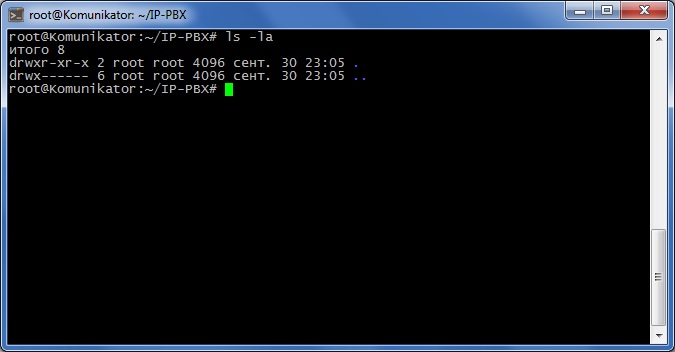 root@Komunikator: ~/IP-PBX
root@Komunikator:~/IP-PBX# ls -la
итого 8
drwxr-xr-x 2 root root 4096 сент. 30 23:05 .
drwx------ 6 root root 4096 сент. 30 23:05 ..
root@Komunikator:~/IP-PBX#